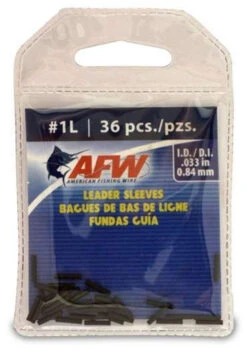 #1L | 36 pcs./pzs.
I.D./D.I.
.033 in
0.84 mm
AFW
AMERICAN FISHING WIRE
LEADER SLEEVES
BAGUES DE BAS DE LIGNE
FUNDAS GUÍA